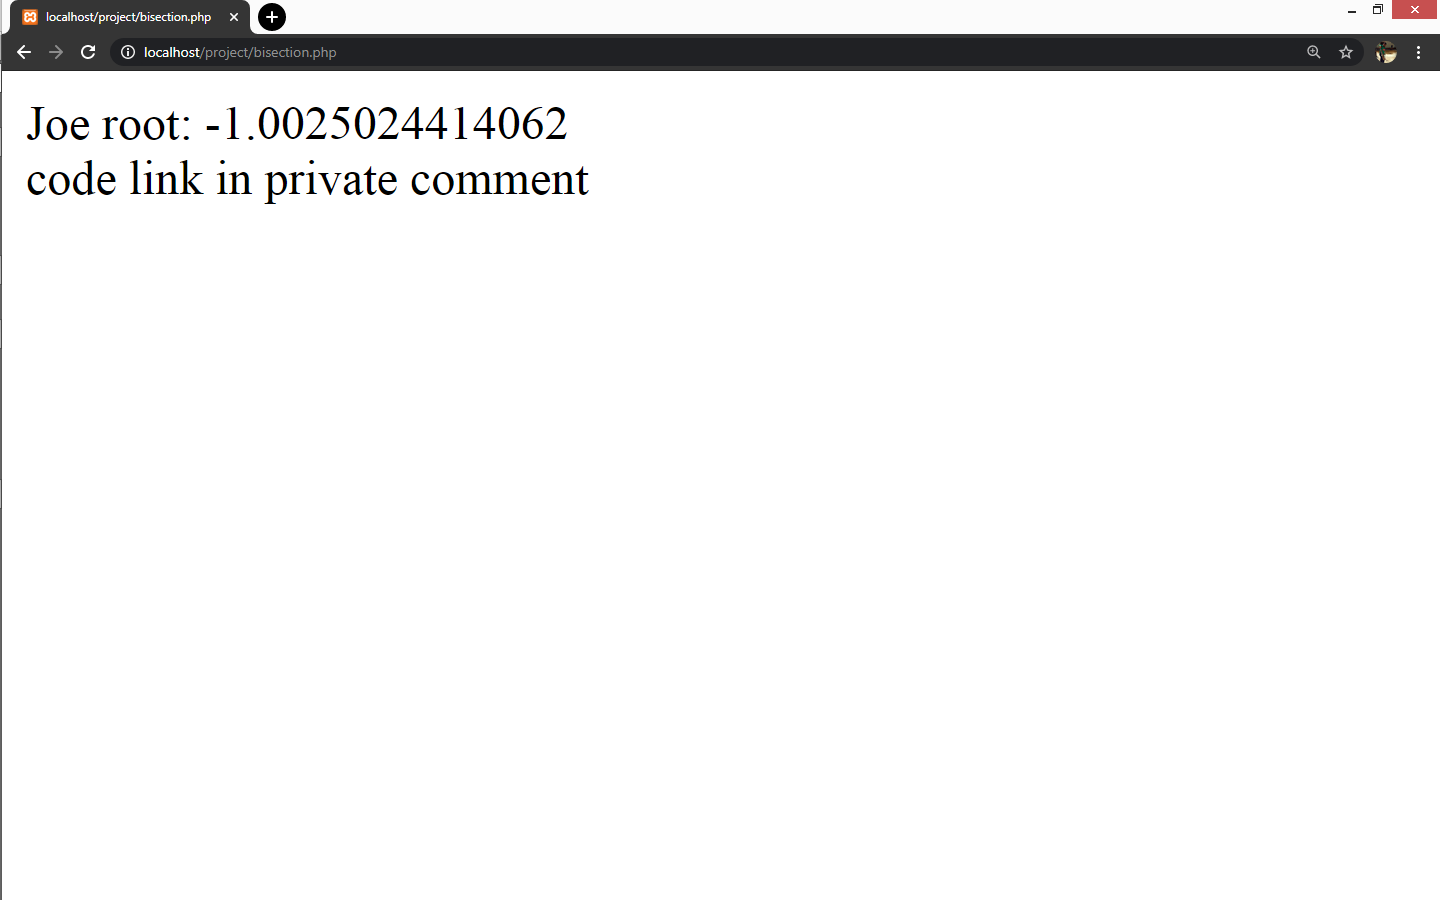 localhost/project/bisection.php
localhost/project/bisection.php
Joe root: -1.0025024414062
code link in private comment